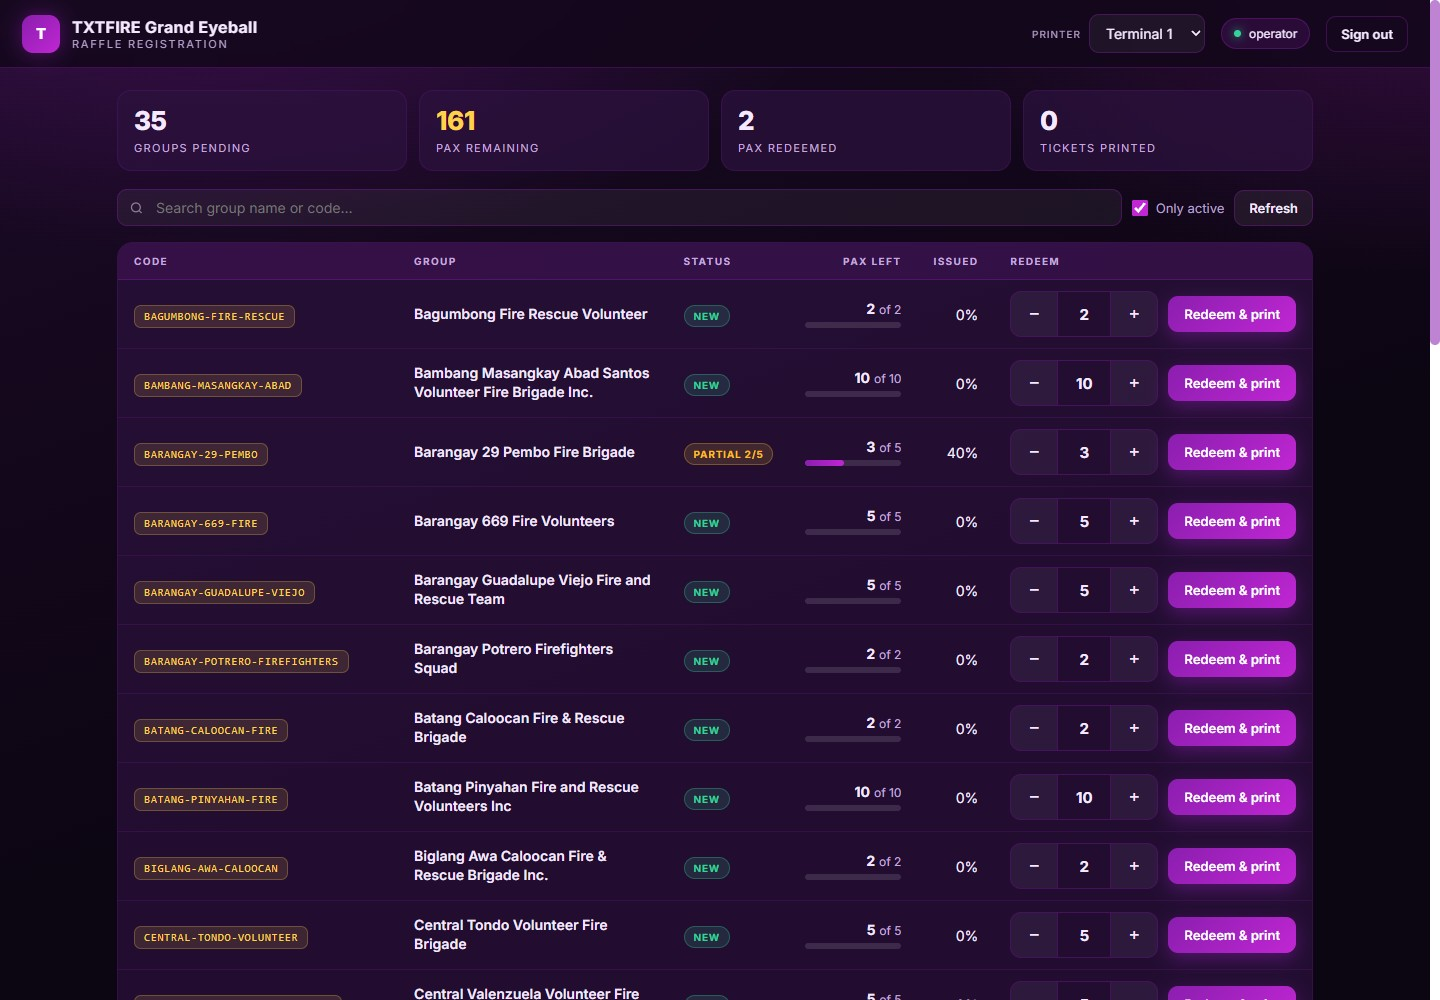 T
TXTFIRE Grand Eyeball
RAFFLE REGISTRATION
PRINTER
Terminal 1
operator
Sign out
35
GROUPS PENDING
161
PAX REMAINING
2
PAX REDEEMED
0
TICKETS PRINTED
Search group name or code...
Only active
Refresh
CODE GROUP STATUS PAX LEFT ISSUED REDEEM
BAGUMBONG-FIRE-RESCUE Bagumbong Fire Rescue Volunteer NEW 2 of 2 0% − 2 + Redeem & print
BAMBANG-MASANGKAY-ABAD Bambang Masangkay Abad Santos
Volunteer Fire Brigade Inc. NEW 10 of 10 0% − 10 + Redeem & print
BARANGAY-29-PEMBO Barangay 29 Pembo Fire Brigade PARTIAL 2/5 3 of 5 40% − 3 + Redeem & print
BARANGAY-669-FIRE Barangay 669 Fire Volunteers NEW 5 of 5 0% − 5 + Redeem & print
BARANGAY-GUADALUPE-VIEJO Barangay Guadalupe Viejo Fire and
Rescue Team NEW 5 of 5 0% − 5 + Redeem & print
BARANGAY-POTRERO-FIREFIGHTERS Barangay Potrero Firefighters
Squad NEW 2 of 2 0% − 2 + Redeem & print
BATANG-CALOOCAN-FIRE Batang Caloocan Fire & Rescue
Brigade NEW 2 of 2 0% − 2 + Redeem & print
BATANG-PINYAHAN-FIRE Batang Pinyahan Fire and Rescue
Volunteers Inc NEW 10 of 10 0% − 10 + Redeem & print
BIGLANG-AWA-CALOOCAN Biglang Awa Caloocan Fire &
Rescue Brigade Inc. NEW 2 of 2 0% − 2 + Redeem & print
CENTRAL-TONDO-VOLUNTEER Central Tondo Volunteer Fire
Brigade NEW 5 of 5 0% − 5 + Redeem & print
Central Valenzuela Volunteer Fire 5 of 5